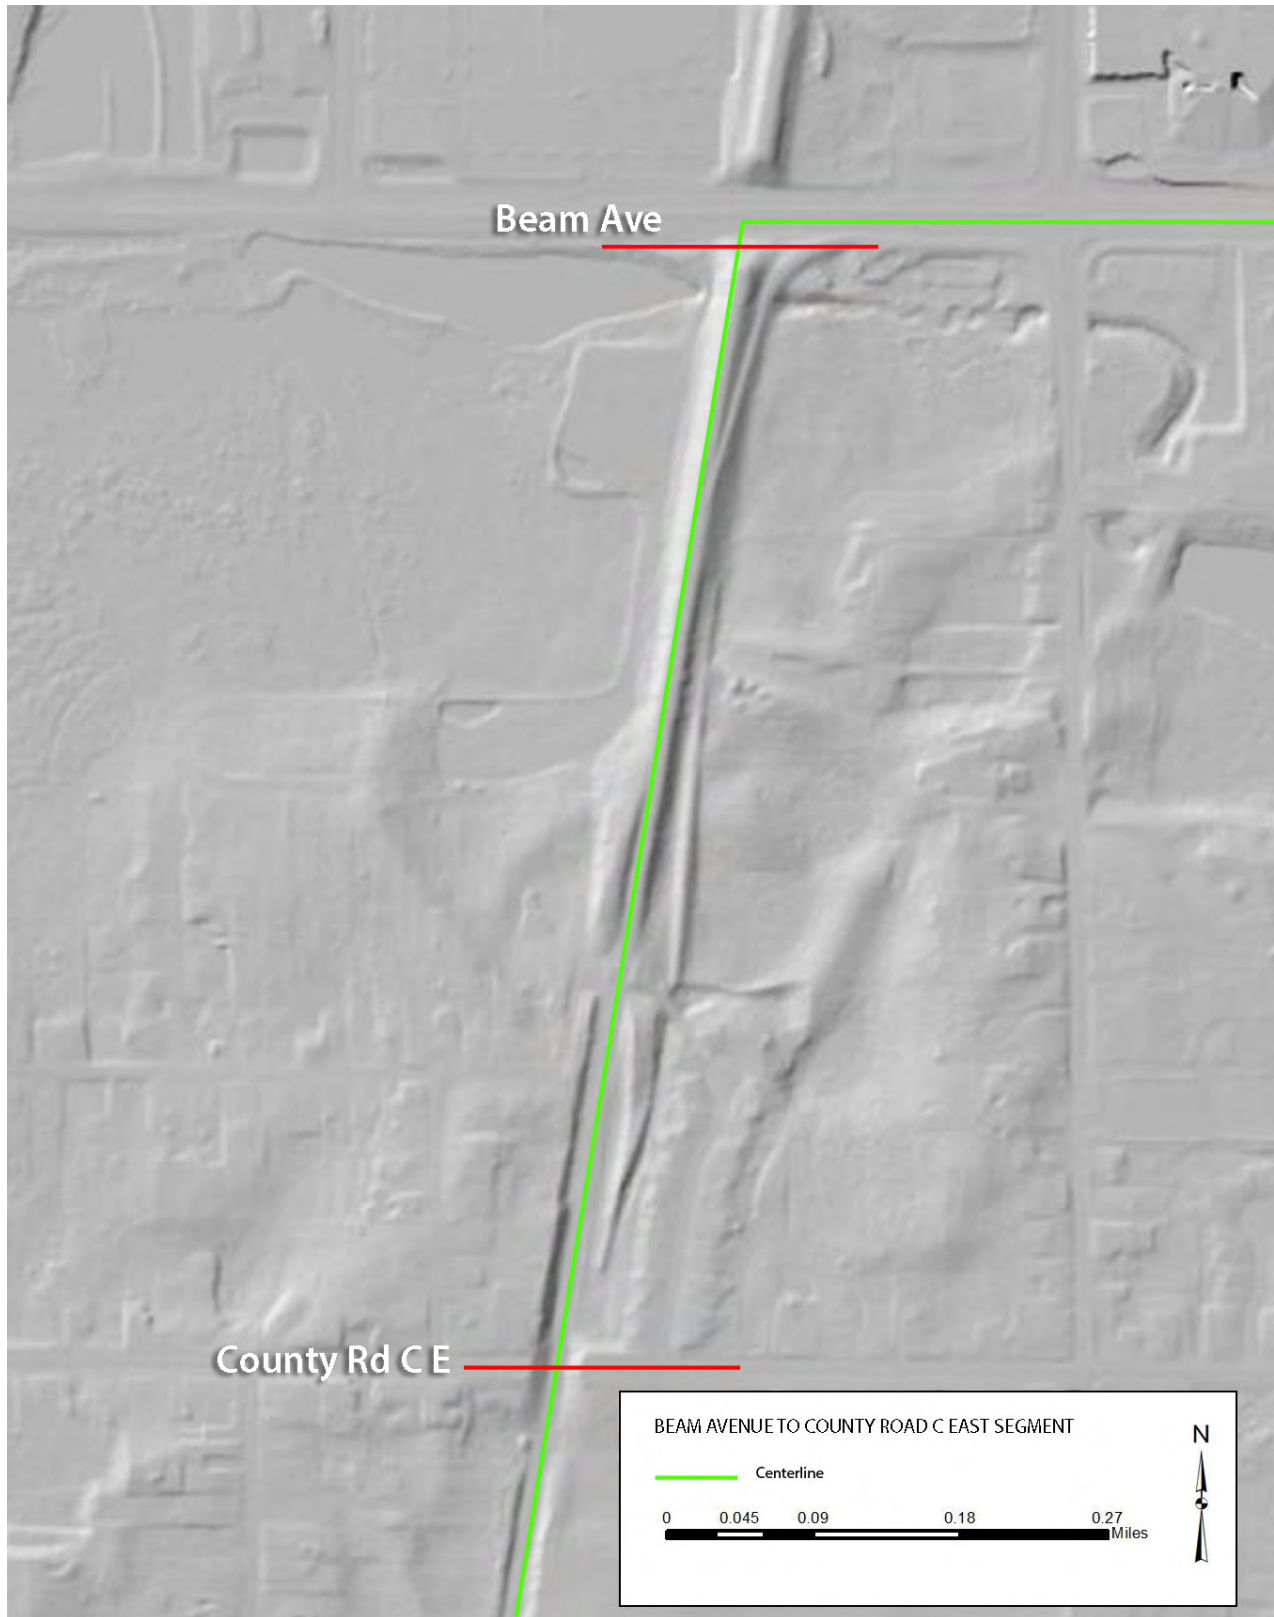 Beam Ave
County Rd C E
BEAM AVENUE TO COUNTY ROAD C EAST SEGMENT
N
Centerline
0 0.045 0.09 0.18 0.27
Miles